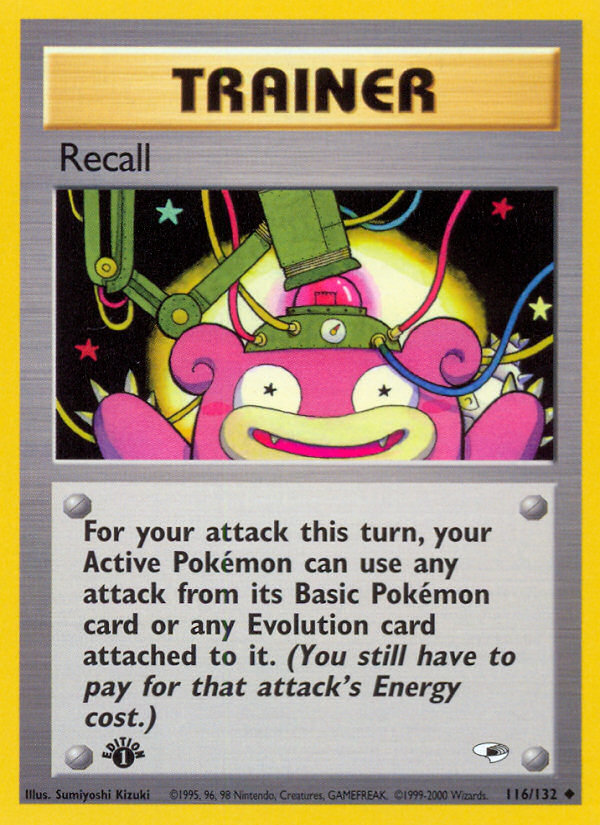 TRAINER
Recall
For your attack this turn, your
Active Pokémon can use any
attack from its Basic Pokémon
card or any Evolution card
attached to it. (You still have to
pay for that attack's Energy
cost.)
EDITION
1
Illus. Sumiyoshi Kizuki ©1995, 96, 98 Nintendo, Creatures, GAMEFREAK. ©1999-2000 Wizards. 116/132 ◆